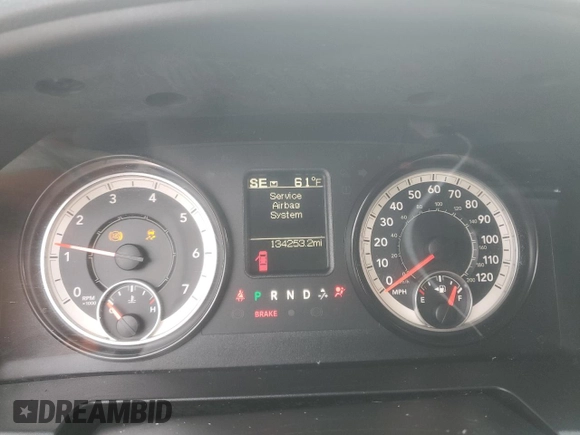 SE 61°F
Service
Airbag
System
134253.2mi
P R N D
BRAKE
0 1 2 3 4 5 6 7
RPM
x1000
C H
0 10 20 30 40 50 60 70 80 90 100 120
MPH
E F
DREAMBID